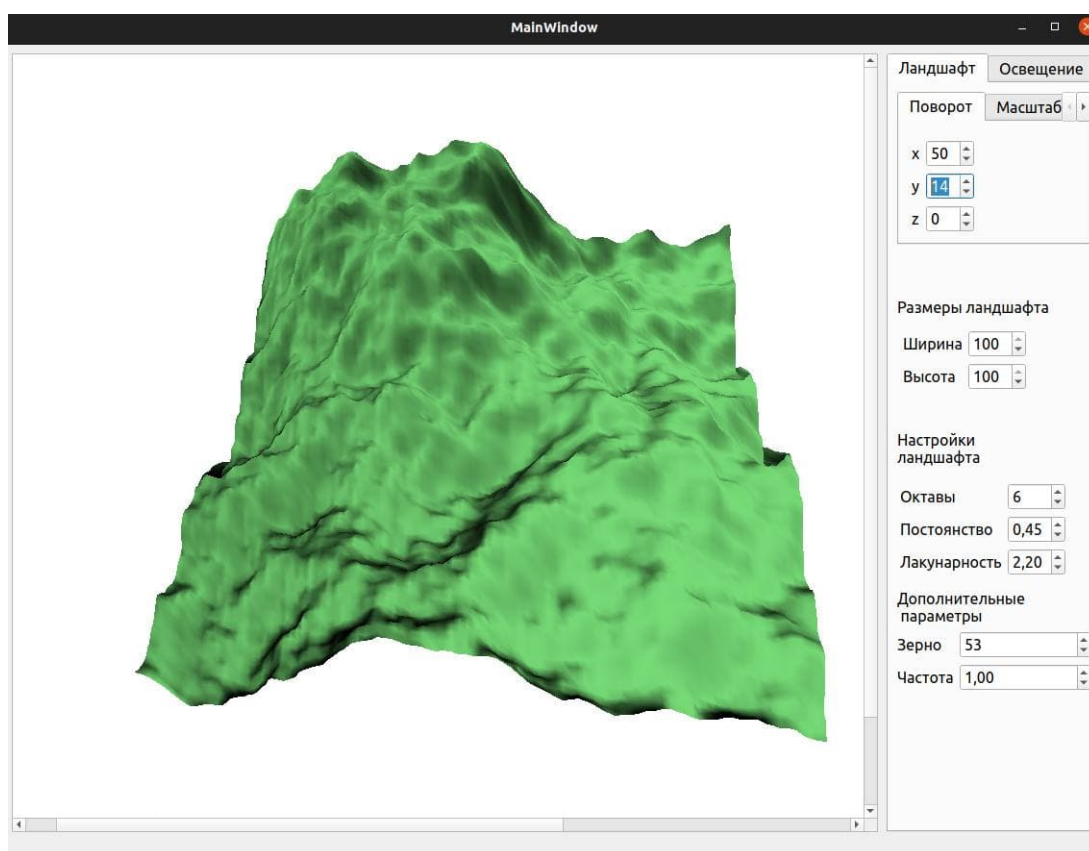 MainWindow
Ландшафт Освещение
Поворот Масштаб
x 50
y 14
z 0
Размеры ландшафта
Ширина 100
Высота 100
Настройки
ландшафта
Октавы 6
Постоянство 0,45
Лакунарность 2,20
Дополнительные
параметры
Зерно 53
Частота 1,00